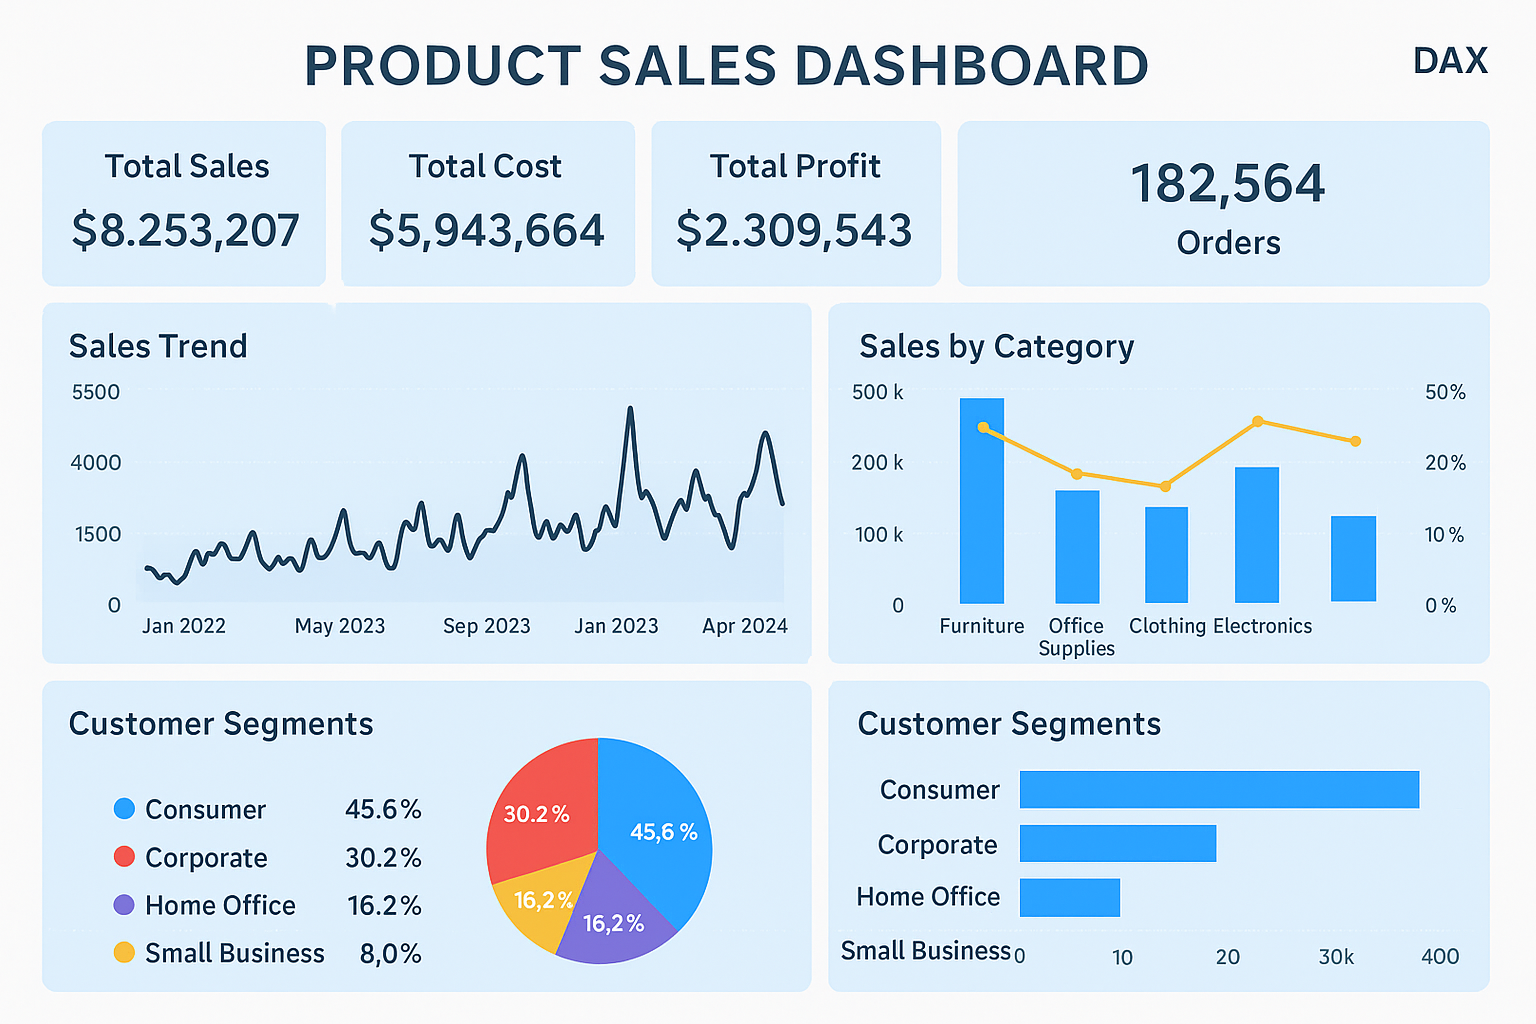 PRODUCT SALES DASHBOARD
DAX
Total Sales
$8.253,207
Total Cost
$5,943,664
Total Profit
$2.309,543
182,564
Orders
Sales Trend
5500
4000
1500
0
Jan 2022 May 2023 Sep 2023 Jan 2023 Apr 2024
Sales by Category
500 k
200 k
100 k
0
50%
20%
10 %
0 %
Furniture Office Clothing Electronics
Supplies
Customer Segments
Consumer 45.6%
Corporate 30.2%
Home Office 16.2%
Small Business 8,0%
30.2 %
45,6 %
16,2 %
16,2 %
Customer Segments
Consumer
Corporate
Home Office
Small Business
0 10 20 30k 400